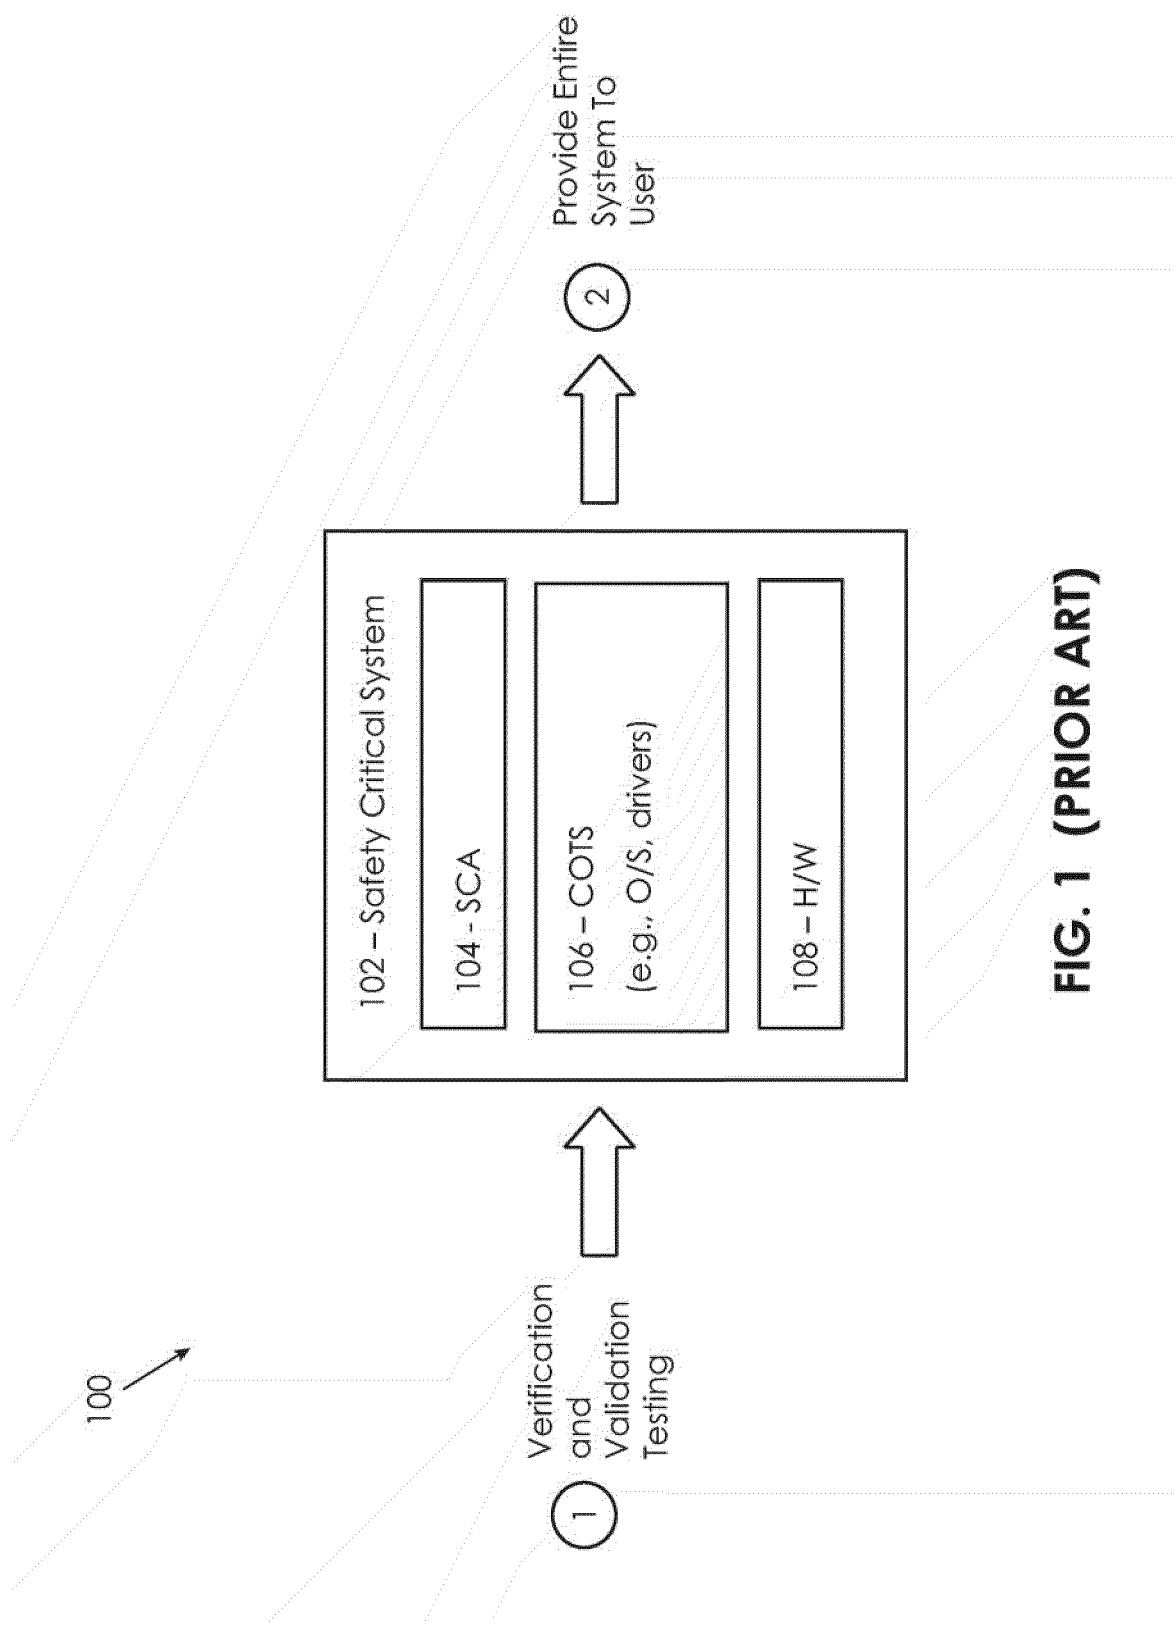 100
1
Verification
and
Validation
Testing
102 – Safety Critical System
104 - SCA
106 – COTS
(e.g., O/S, drivers)
108 – H/W
2
Provide Entire
System To
User
FIG. 1 (PRIOR ART)